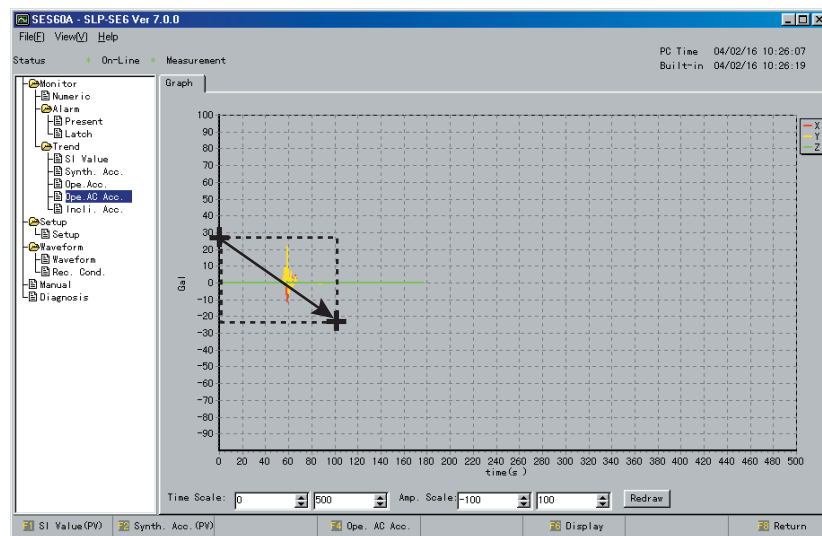 SES60A - SLP-SE6 Ver 7.0.0
File(F) View(V) Help
Status On-Line Measurement
PC Time 04/02/16 10:26:07
Built-in 04/02/16 10:26:19
Monitor
Numeric
Alarm
Present
Latch
Trend
SI Value
Synth. Acc.
Ope.Acc.
Ope.AC Acc.
Incli. Acc.
Setup
Setup
Waveform
Waveform
Rec. Cond.
Manual
Diagnosis
Graph
100
90
80
70
60
50
40
30
20
10
0
-10
-20
-30
-40
-50
-60
-70
-80
-90
Gal
0 20 40 60 80 100 120 140 160 180 200 220 240 260 280 300 320 340 360 380 400 420 440 460 480 500
time(s )
X
Y
Z
Time Scale: 0 500 Amp. Scale: -100 100 Redraw
F1 SI Value(PV) F2 Synth. Acc.(PV) F4 Ope. AC Acc. F6 Display F8 Return